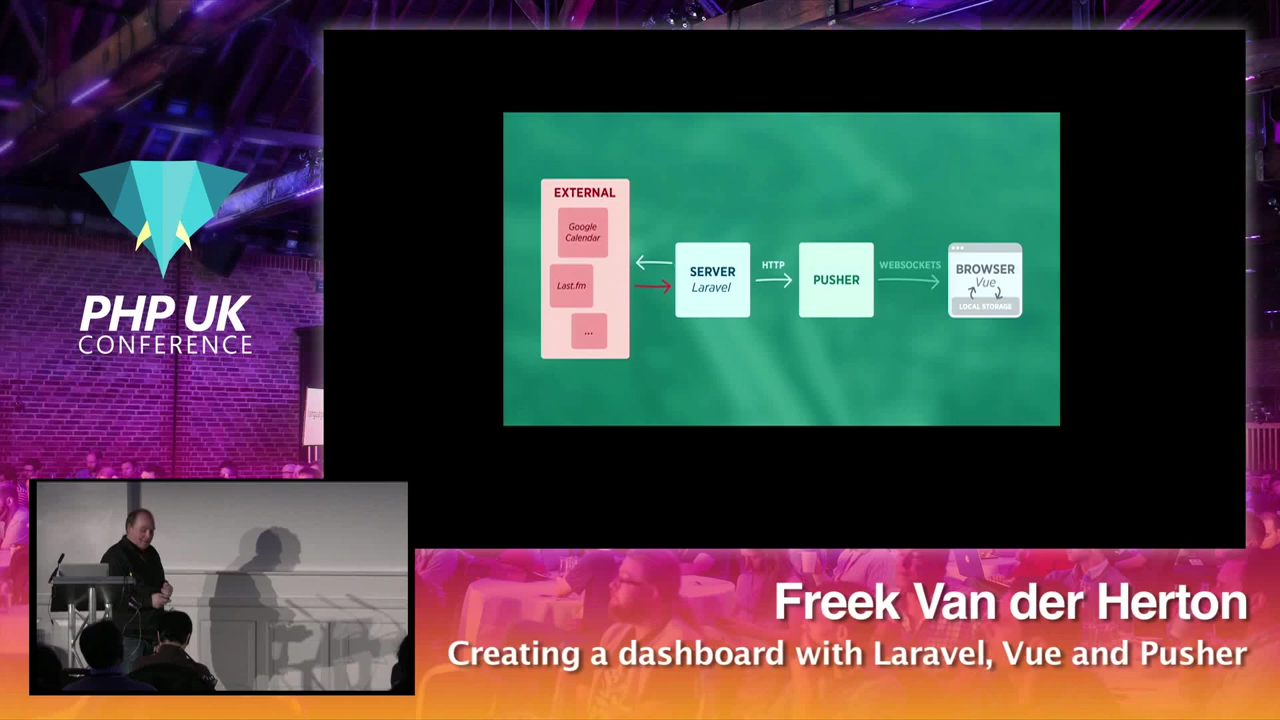 PHP UK
CONFERENCE
EXTERNAL
Google
Calendar
Last.fm
...
SERVER
Laravel
HTTP
PUSHER
WEBSOCKETS
BROWSER
Vue
LOCAL STORAGE
Freek Van der Herton
Creating a dashboard with Laravel, Vue and Pusher